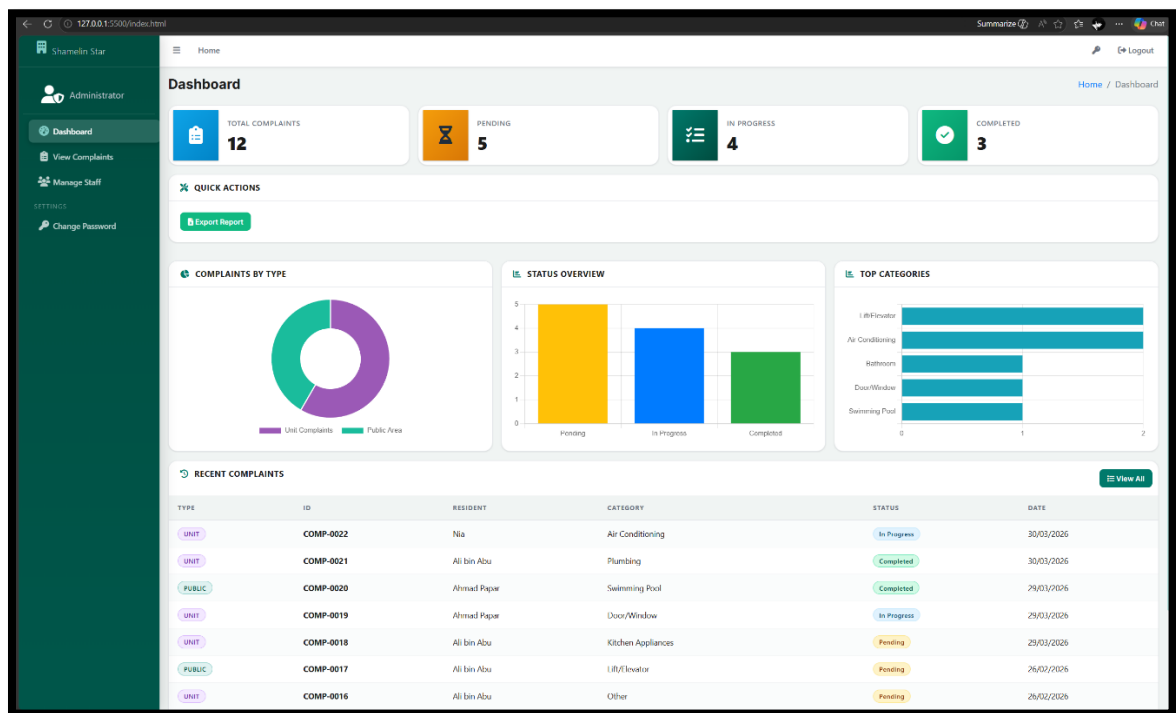 127.0.0.1:5500/index.html Summarize Chat
Shamelin Star Home Logout
Dashboard Home / Dashboard
Administrator
TOTAL COMPLAINTS PENDING IN PROGRESS COMPLETED
12 5 4 3
Dashboard
View Complaints
Manage Staff
QUICK ACTIONS
SETTINGS
Change Password
Export Report
COMPLAINTS BY TYPE STATUS OVERVIEW TOP CATEGORIES
5
4
3
2
1
0
Pending In Progress Completed
Unit Complaints Public Area
Lift/Elevator
Air Conditioning
Bathroom
Door/Window
Swimming Pool
0 1 2
RECENT COMPLAINTS View All
TYPE ID RESIDENT CATEGORY STATUS DATE
UNIT COMP-0022 Nia Air Conditioning In Progress 30/03/2026
UNIT COMP-0021 Ali bin Abu Plumbing Completed 30/03/2026
PUBLIC COMP-0020 Ahmad Papar Swimming Pool Completed 29/03/2026
UNIT COMP-0019 Ahmad Papar Door/Window In Progress 29/03/2026
UNIT COMP-0018 Ali bin Abu Kitchen Appliances Pending 29/03/2026
PUBLIC COMP-0017 Ali bin Abu Lift/Elevator Pending 26/02/2026
UNIT COMP-0016 Ali bin Abu Other Pending 26/02/2026